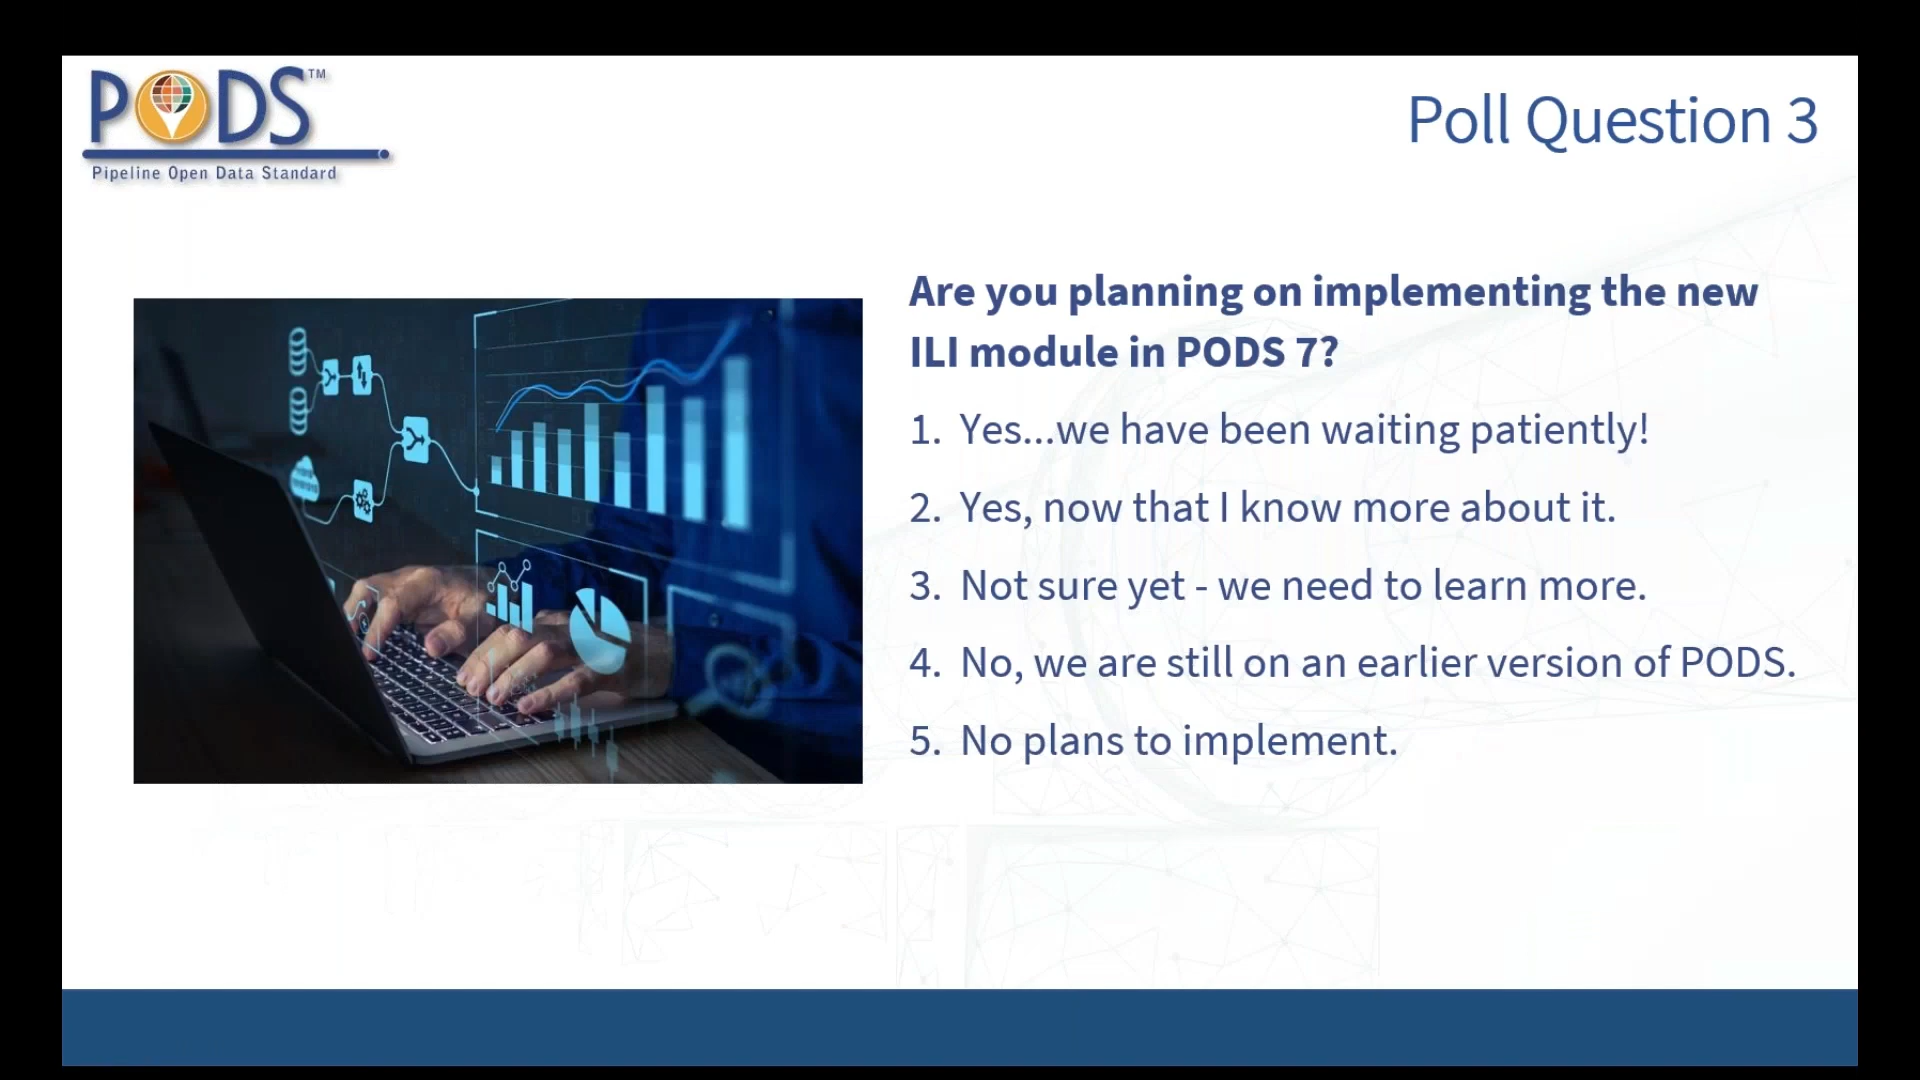 PODS™
Pipeline Open Data Standard
Poll Question 3
Are you planning on implementing the new
ILI module in PODS 7?
1. Yes...we have been waiting patiently!
2. Yes, now that I know more about it.
3. Not sure yet - we need to learn more.
4. No, we are still on an earlier version of PODS.
5. No plans to implement.